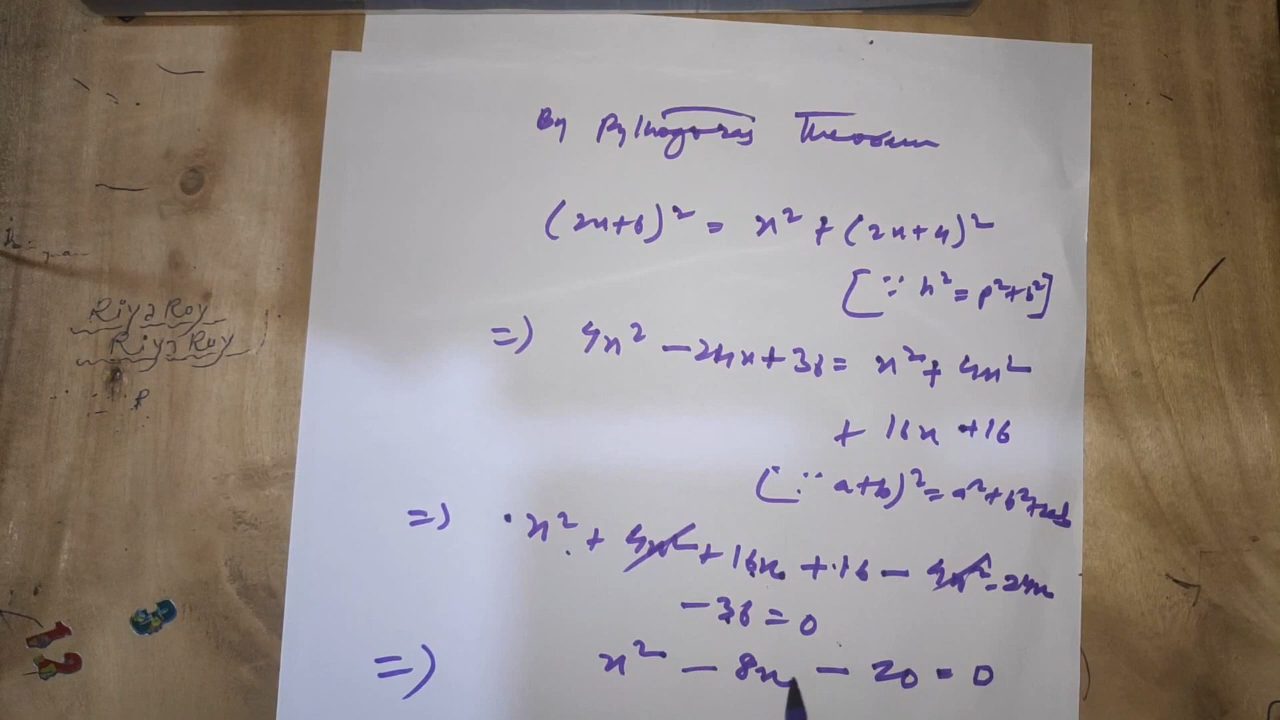 By Pythagoras Theorem
(2x+6)² = x² + (2x+4)²
[∵ h² = p²+b²]
=) 4x² - 24x + 36 = x² + 4x²
+ 16x + 16
(∵ a+b)² = a²+b²+2ab
=) x² + 4x² + 16x + 16 - 4x² - 24x
- 36 = 0
=) x² - 8x - 20 = 0
Riya Roy
Riya Roy